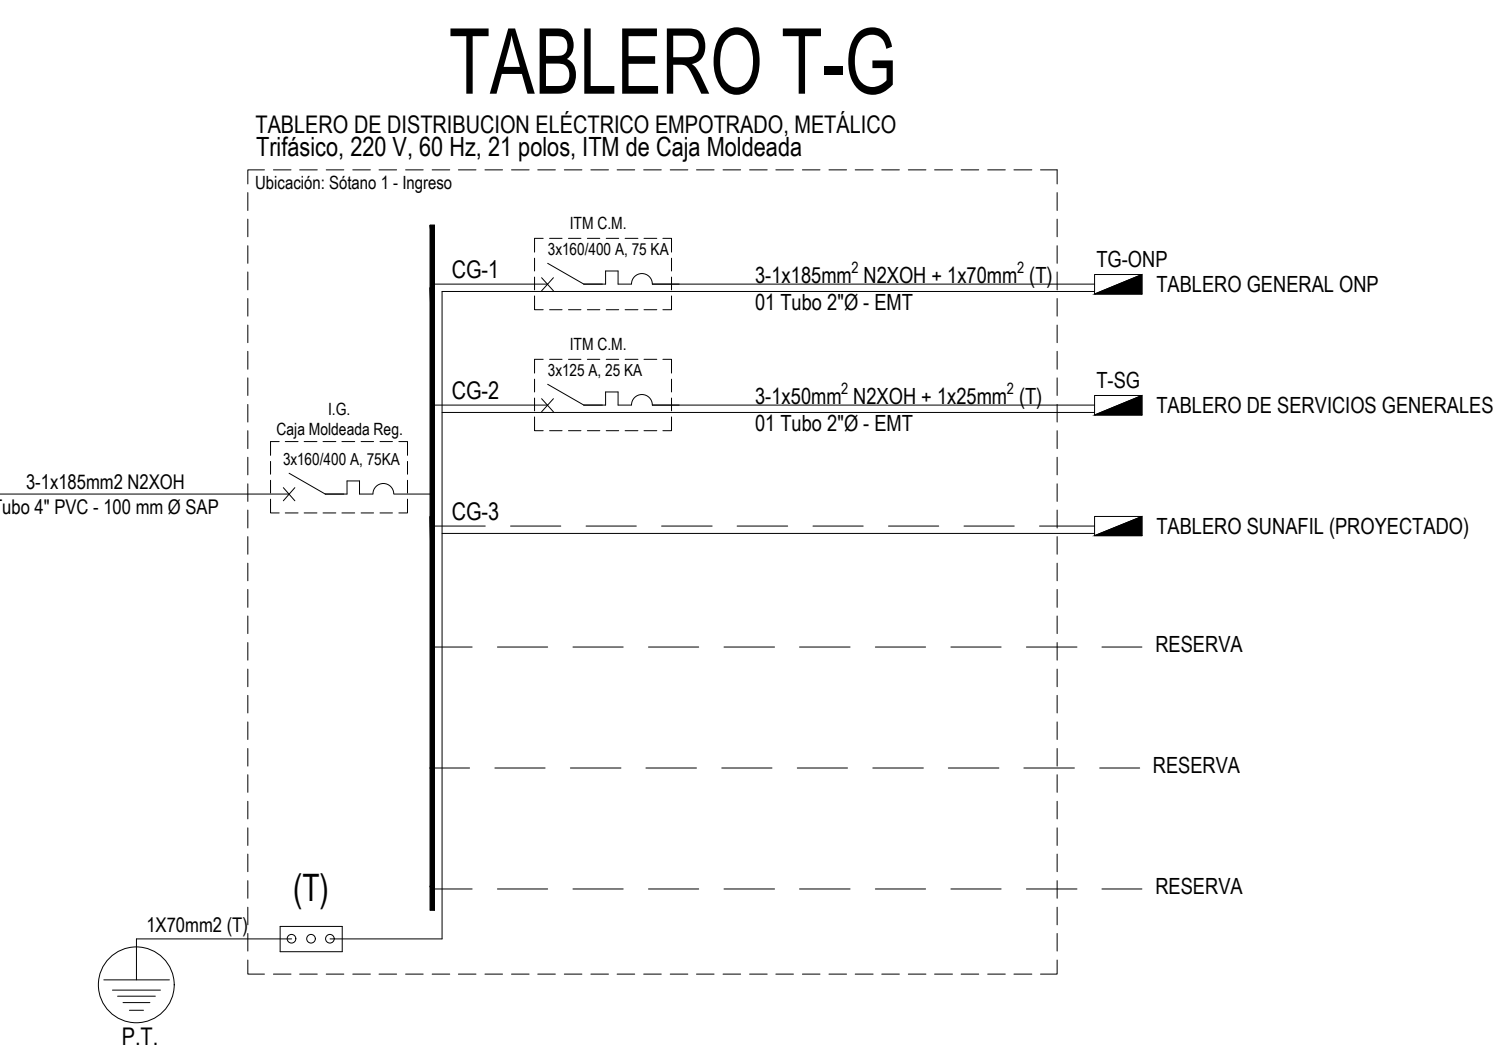 TABLERO T-G
TABLERO DE DISTRIBUCION ELÉCTRICO EMPOTRADO, METÁLICO
Trifásico, 220 V, 60 Hz, 21 polos, ITM de Caja Moldeada
Ubicación: Sótano 1 - Ingreso
ITM C.M.
3x160/400 A, 75 KA
CG-1
3-1x185mm² N2XOH + 1x70mm² (T)
01 Tubo 2"Ø - EMT
TG-ONP
TABLERO GENERAL ONP
ITM C.M.
3x125 A, 25 KA
CG-2
3-1x50mm² N2XOH + 1x25mm² (T)
01 Tubo 2"Ø - EMT
T-SG
TABLERO DE SERVICIOS GENERALES
I.G.
Caja Moldeada Reg.
3x160/400 A, 75KA
3-1x185mm2 N2XOH
Tubo 4" PVC - 100 mm Ø SAP
CG-3
TABLERO SUNAFIL (PROYECTADO)
RESERVA
RESERVA
RESERVA
(T)
1X70mm2 (T)
P.T.